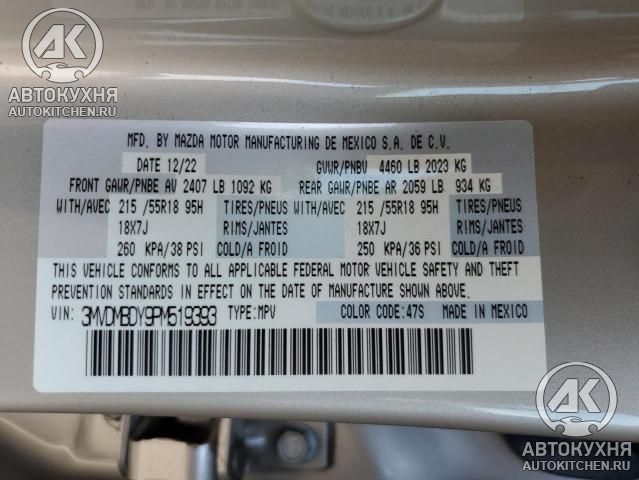 AK
АВТОКУХНЯ
AUTOKITCHEN.RU
MFD. BY MAZDA MOTOR MANUFACTURING DE MEXICO S.A. DE C.V.
DATE 12/22 GVWR/PNBV 4460 LB 2023 KG
FRONT GAWR/PNBE AV 2407 LB 1092 KG REAR GAWR/PNBE AR 2059 LB 934 KG
WITH/AVEC 215 /55R18 95H TIRES/PNEUS WITH/AVEC 215 /55R18 95H TIRES/PNEUS
18X7J RIMS/JANTES 18X7J RIMS/JANTES
260 KPA/38 PSI COLD/A FROID 250 KPA/36 PSI COLD/A FROID
THIS VEHICLE CONFORMS TO ALL APPLICABLE FEDERAL MOTOR VEHICLE SAFETY AND THEFT
PREVENTION STANDARDS IN EFFECT ON THE DATE OF MANUFACTURE SHOWN ABOVE.
VIN: 3MVDMBDY9PM519393 TYPE:MPV COLOR CODE:47S MADE IN MEXICO
AK
АВТОКУХНЯ
AUTOKITCHEN.RU